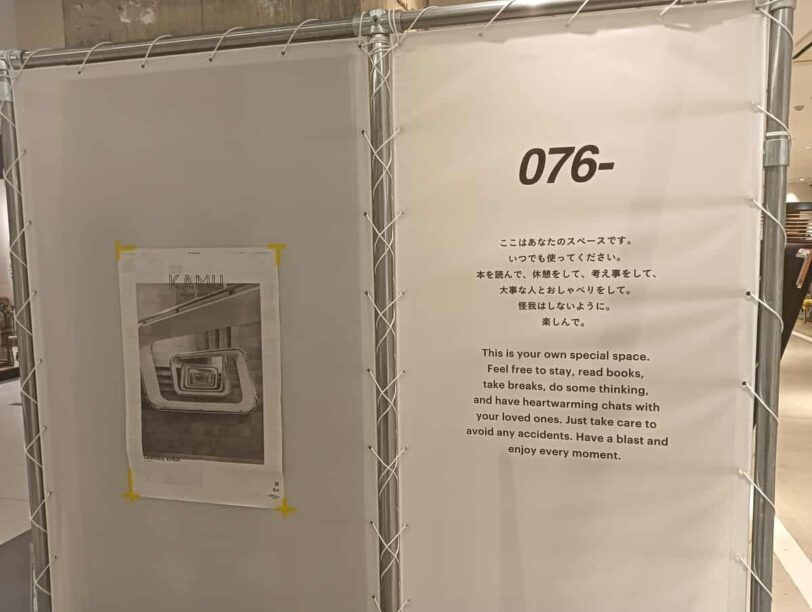 KAMU
076-
ここはあなたのスペースです。
いつでも使ってください。
本を読んで、休憩をして、考え事をして、
大事な人とおしゃべりをして。
怪我はしないように。
楽しんで。
This is your own special space.
Feel free to stay, read books,
take breaks, do some thinking,
and have heartwarming chats with
your loved ones. Just take care to
avoid any accidents. Have a blast and
enjoy every moment.